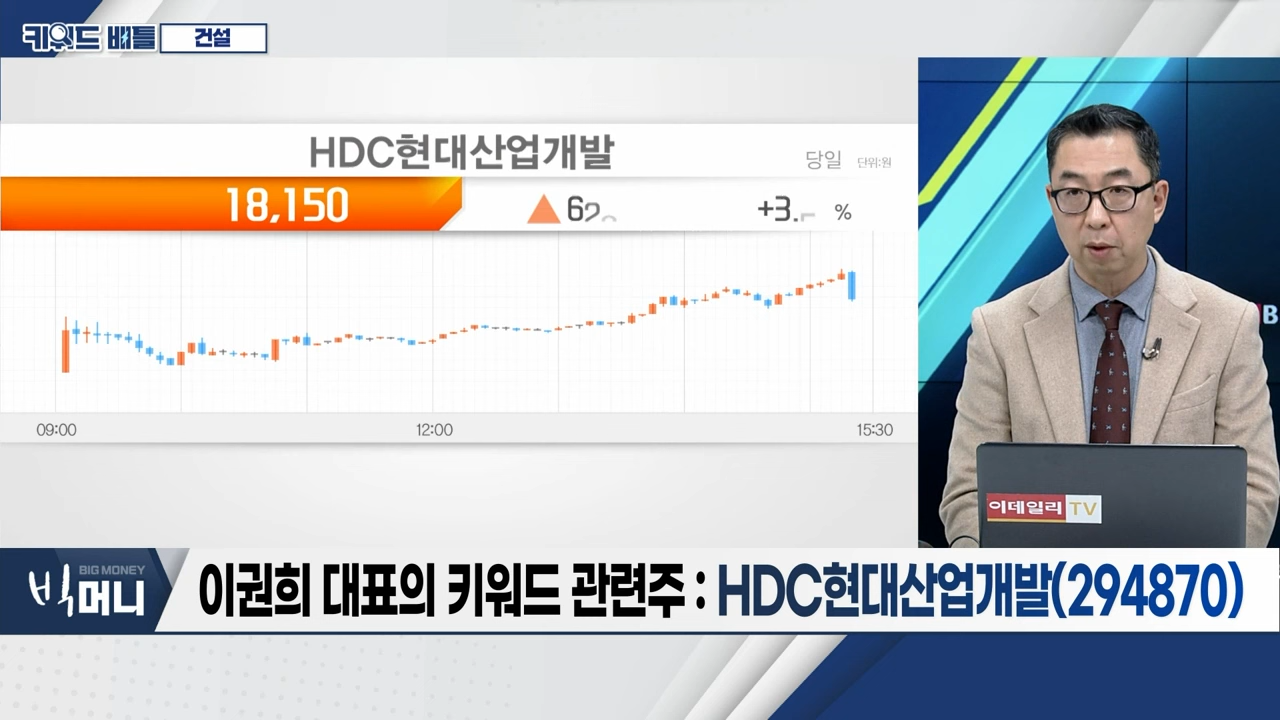 키워드 배틀 건설
HDC현대산업개발
당일 단위:원
18,150 ▲ %
09:00 12:00 15:30
B
이데일리 TV
BIG MONEY
빅머니
이권희 대표의 키워드 관련주 : HDC현대산업개발(294870)